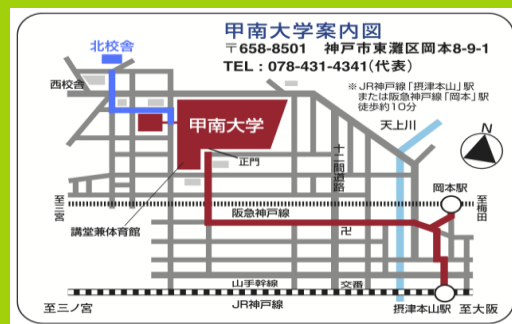 甲南大学案内図
〒658-8501 神戸市東灘区岡本8-9-1
TEL：078-431-4341(代表)
※JR神戸線「摂津本山」駅
または阪急神戸線「岡本」駅
徒歩約10分
北校舎
西校舎
甲南大学
天上川
N
正門
十二間道路
岡本駅
至三宮
至梅田
阪急神戸線
講堂兼体育館
卍
山手幹線
交番
JR神戸線
摂津本山駅
至三ノ宮
至大阪